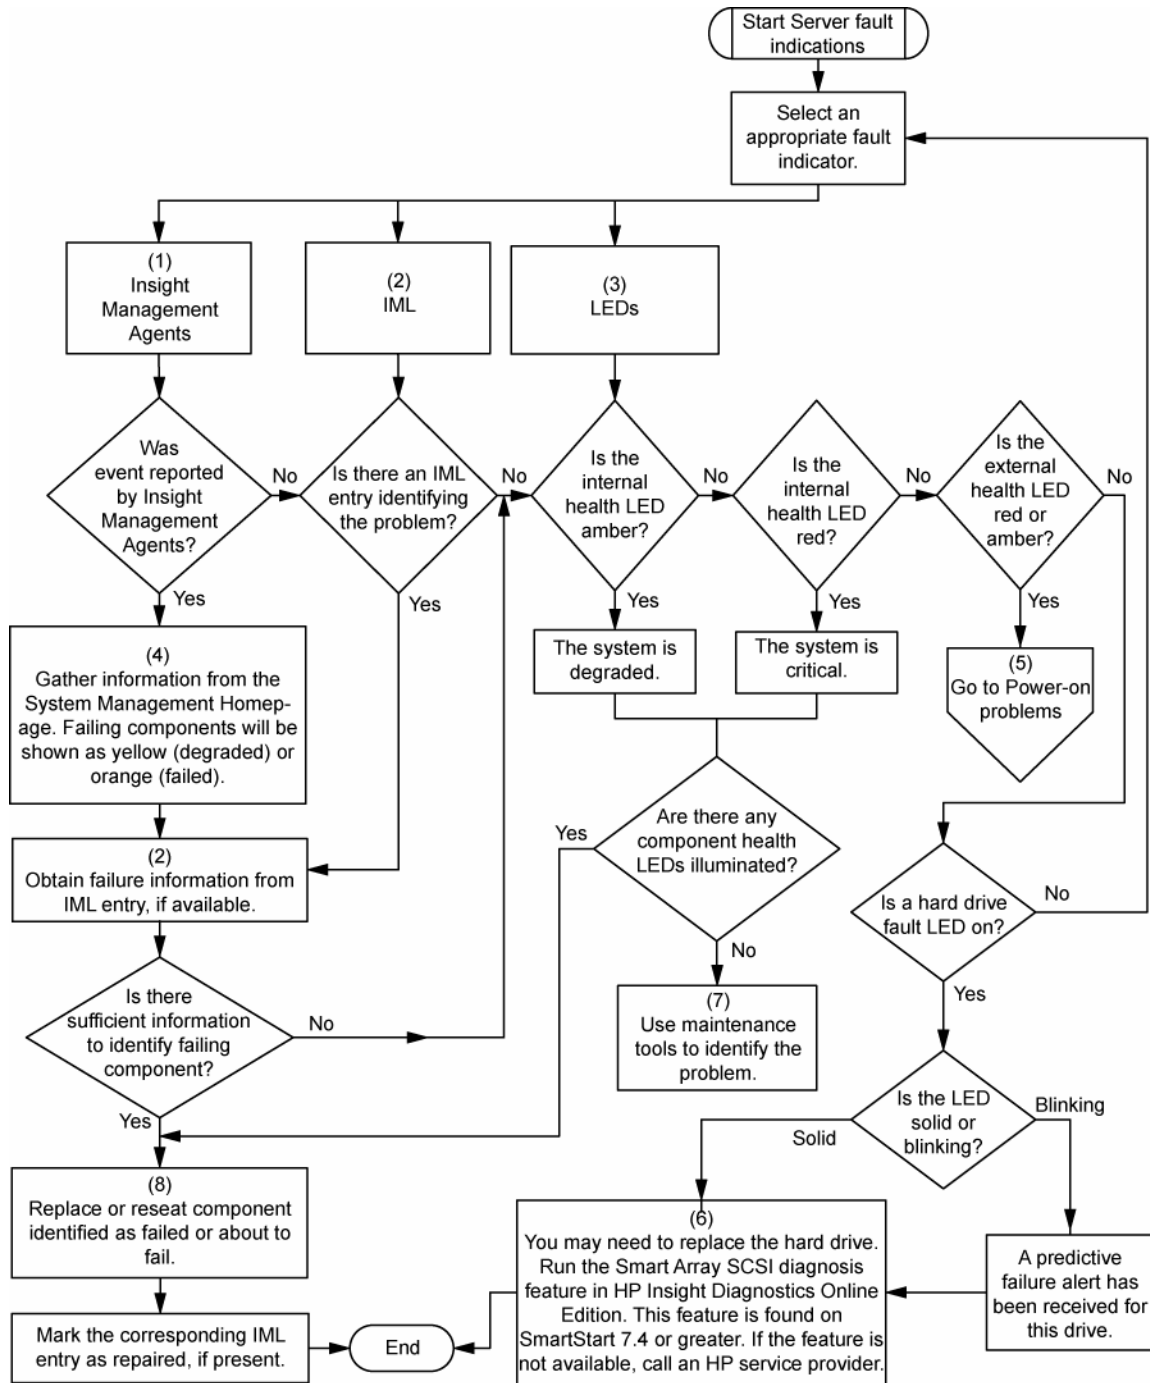 Start Server fault
indications
Select an
appropriate fault
indicator.
(1)
Insight
Management
Agents
(2)
IML
(3)
LEDs
Was
event reported
by Insight
Management
Agents?
No
Yes
Is there an IML
entry identifying
the problem?
No
Yes
Is the
internal
health LED
amber?
No
Yes
Is the
internal
health LED
red?
No
Yes
Is the
external
health LED
red or
amber?
No
Yes
(4)
Gather information from the
System Management Homep-
age. Failing components will be
shown as yellow (degraded) or
orange (failed).
The system is
degraded.
The system is
critical.
(5)
Go to Power-on
problems
(2)
Obtain failure information from
IML entry, if available.
Are there any
component health
LEDs illuminated?
Yes
No
Is a hard drive
fault LED on?
No
Yes
Is there
sufficient information
to identify failing
component?
No
Yes
(7)
Use maintenance
tools to identify the
problem.
Is the LED
solid or
blinking?
Solid
Blinking
(8)
Replace or reseat component
identified as failed or about to
fail.
(6)
You may need to replace the hard drive.
Run the Smart Array SCSI diagnosis
feature in HP Insight Diagnostics Online
Edition. This feature is found on
SmartStart 7.4 or greater. If the feature is
not available, call an HP service provider.
A predictive
failure alert has
been received for
this drive.
Mark the corresponding IML
entry as repaired, if present.
End